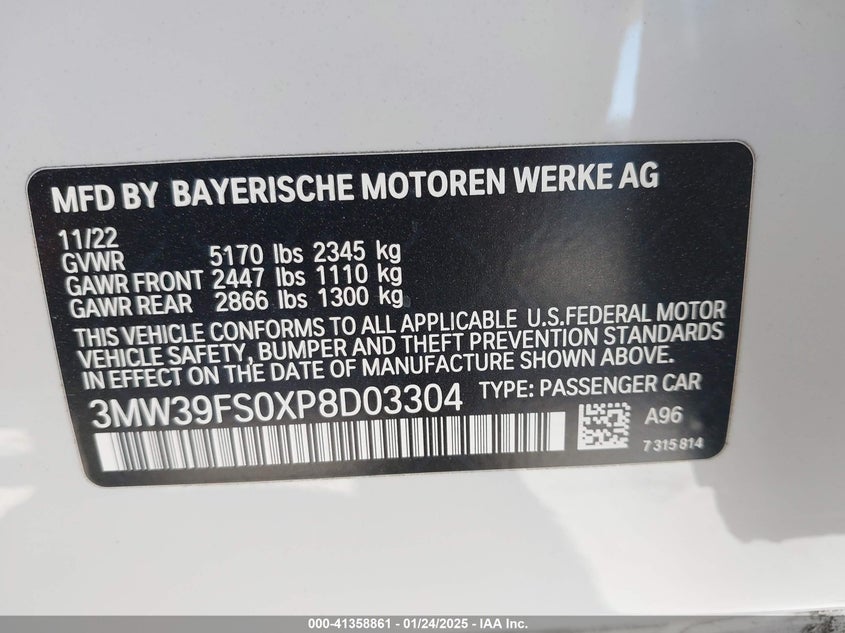 MFD BY BAYERISCHE MOTOREN WERKE AG
11/22
GVWR 5170 lbs 2345 kg
GAWR FRONT 2447 lbs 1110 kg
GAWR REAR 2866 lbs 1300 kg
THIS VEHICLE CONFORMS TO ALL APPLICABLE U.S.FEDERAL MOTOR
VEHICLE SAFETY, BUMPER AND THEFT PREVENTION STANDARDS
IN EFFECT ON THE DATE OF MANUFACTURE SHOWN ABOVE.
3MW39FS0XP8D03304 TYPE: PASSENGER CAR
A96
7 315 814
000-41358861 - 01/24/2025 - IAA Inc.